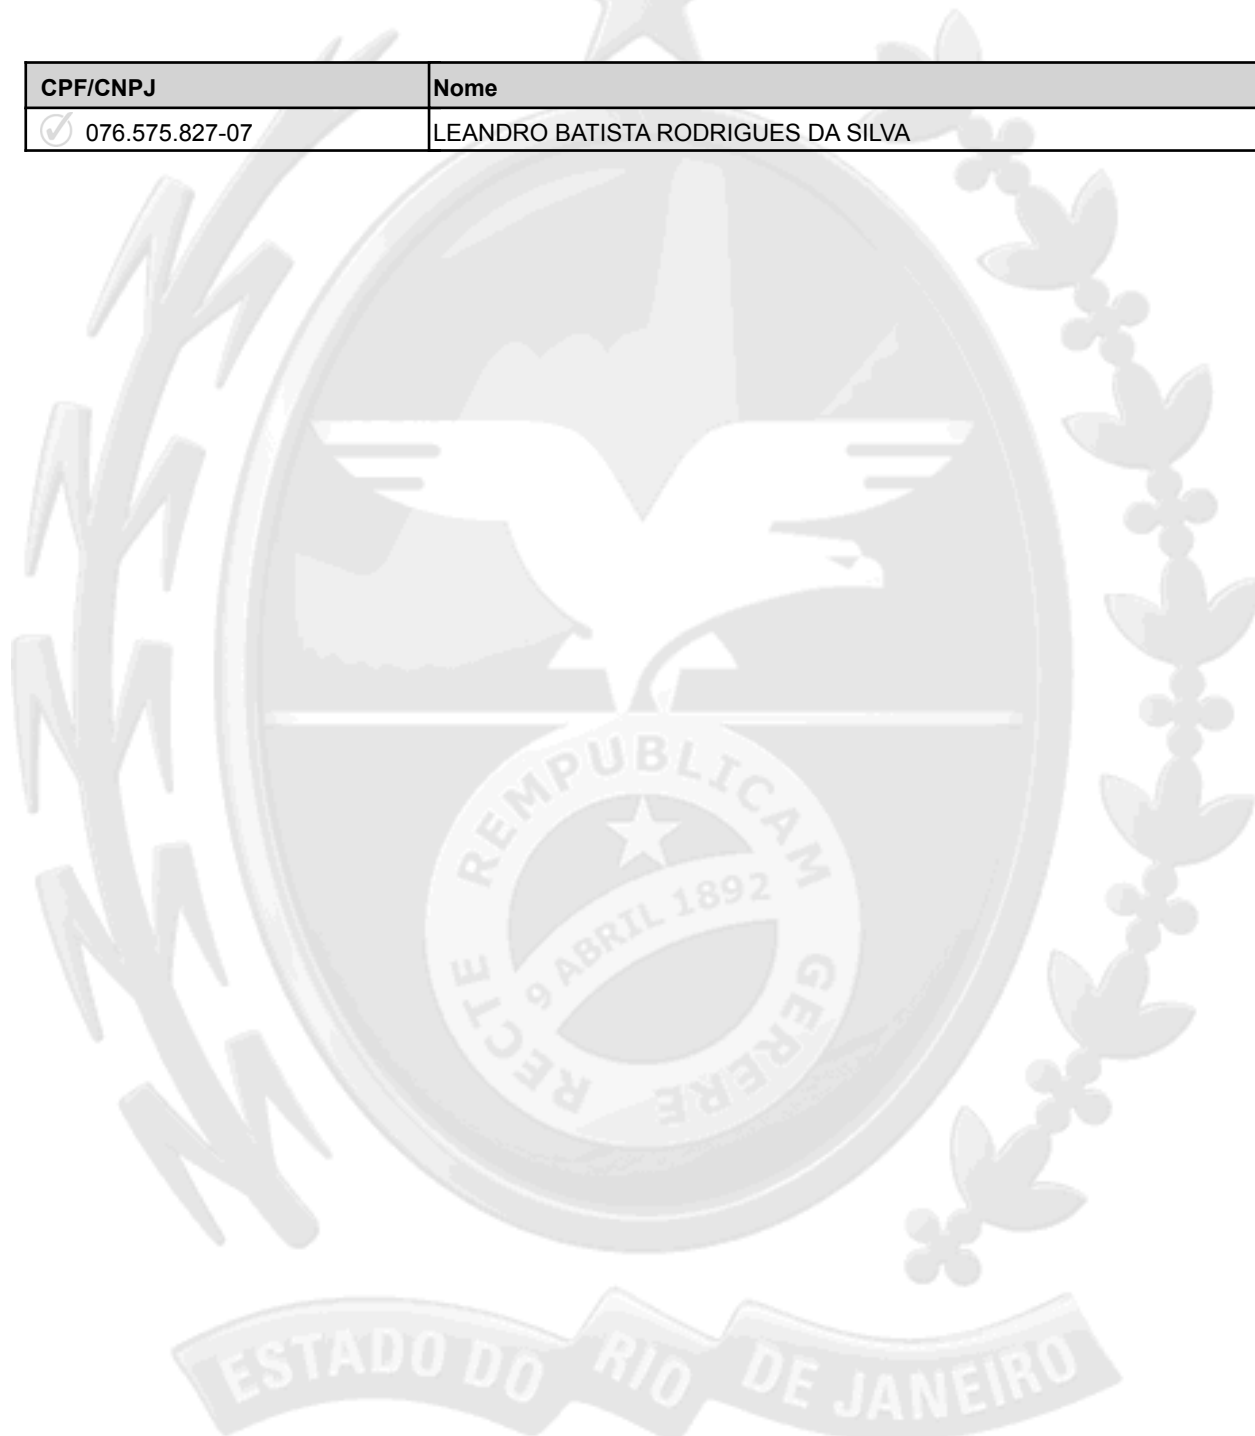 CPF/CNPJ Nome
076.575.827-07 LEANDRO BATISTA RODRIGUES DA SILVA
REMPUBLICAM
9 ABRIL 1892
RECTE GERERE
ESTADO DO RIO DE JANEIRO